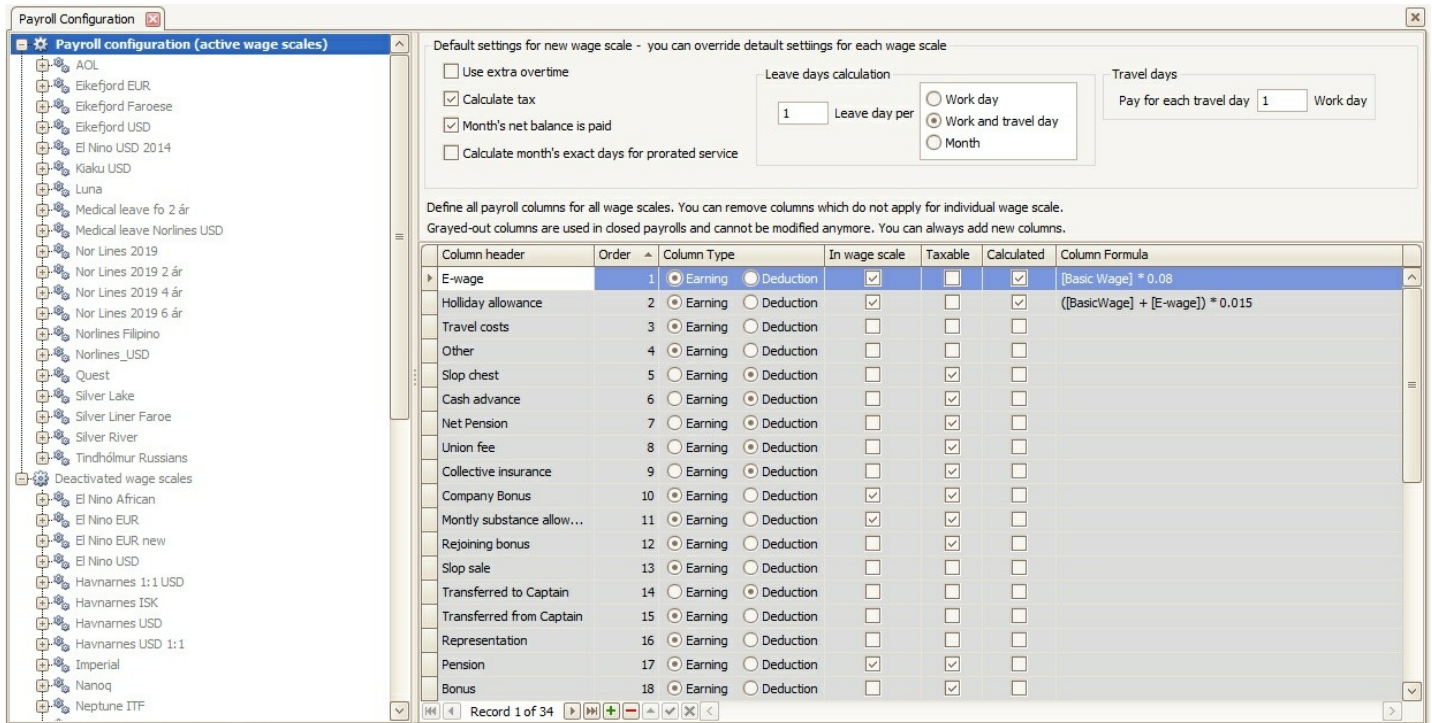 Payroll Configuration
Payroll configuration (active wage scales)
AOL
Eikefjord EUR
Eikefjord Faroese
Eikefjord USD
El Nino USD 2014
Kiaku USD
Luna
Medical leave fo 2 ár
Medical leave Norlines USD
Nor Lines 2019
Nor Lines 2019 2 ár
Nor Lines 2019 4 ár
Nor Lines 2019 6 ár
Norlines Filipino
Norlines_USD
Quest
Silver Lake
Silver Liner Faroe
Silver River
Tindhólmur Russians
Deactivated wage scales
El Nino African
El Nino EUR
El Nino EUR new
El Nino USD
Havnarnes 1:1 USD
Havnarnes ISK
Havnarnes USD
Havnarnes USD 1:1
Imperial
Nanoq
Neptune ITF
Default settings for new wage scale - you can override detault settiings for each wage scale
Use extra overtime
Calculate tax
Month's net balance is paid
Calculate month's exact days for prorated service
Leave days calculation
1 Leave day per
Work day
Work and travel day
Month
Travel days
Pay for each travel day 1 Work day
Define all payroll columns for all wage scales. You can remove columns which do not apply for individual wage scale.
Grayed-out columns are used in closed payrolls and cannot be modified anymore. You can always add new columns.
Column header Order Column Type In wage scale Taxable Calculated Column Formula
E-wage 1 Earning Deduction [Basic Wage] * 0.08
Holliday allowance 2 Earning Deduction ([BasicWage] + [E-wage]) * 0.015
Travel costs 3 Earning Deduction
Other 4 Earning Deduction
Slop chest 5 Earning Deduction
Cash advance 6 Earning Deduction
Net Pension 7 Earning Deduction
Union fee 8 Earning Deduction
Collective insurance 9 Earning Deduction
Company Bonus 10 Earning Deduction
Montly substance allow... 11 Earning Deduction
Rejoining bonus 12 Earning Deduction
Slop sale 13 Earning Deduction
Transferred to Captain 14 Earning Deduction
Transferred from Captain 15 Earning Deduction
Representation 16 Earning Deduction
Pension 17 Earning Deduction
Bonus 18 Earning Deduction
Record 1 of 34